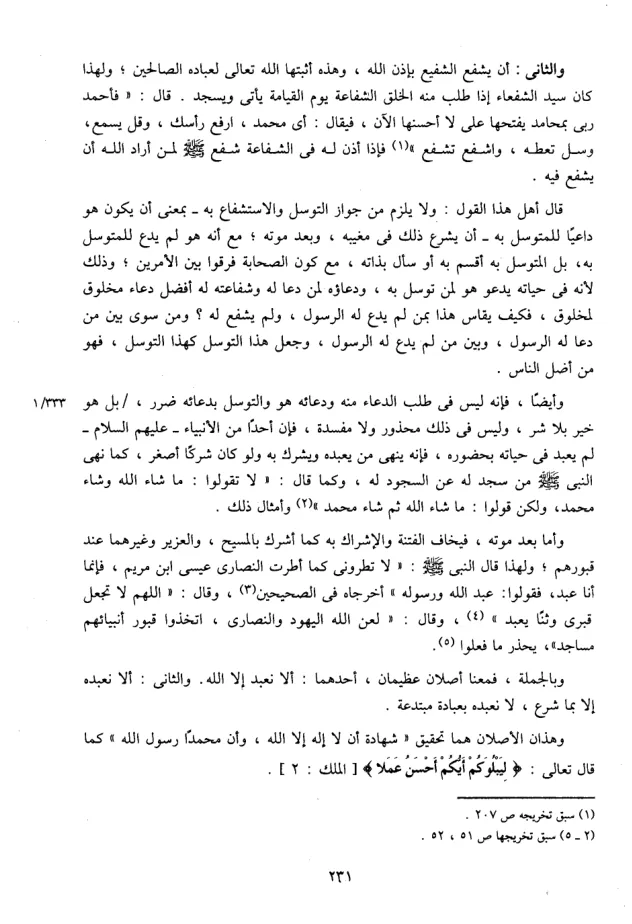 والثانى : أن يشفع الشفيع بإذن الله ، وهذه أثبتها الله تعالى لعباده الصالحين ؛ ولهذا
كان سيد الشفعاء إذا طلب منه الخلق الشفاعة يوم القيامة يأتى ويسجد . قال : « فأحمد
ربى بمحامد يفتحها على لا أحسنها الآن ، فيقال : أى محمد ، ارفع رأسك ، وقل يسمع،
وسل تعطه ، واشفع تشفع »(١) فإذا أذن لـه فى الشفاعة شفع ﷺ لمن أراد الله أن
يشفع فيه .
قال أهل هذا القول : ولا يلزم من جواز التوسل والاستشفاع به ـ بمعنى أن يكون هو
داعيًا للمتوسل به ـ أن يشرع ذلك فى مغيبه ، وبعد موته ؛ مع أنه هو لم يدع للمتوسل
به، بل المتوسل به أقسم به أو سأل بذاته ، مع كون الصحابة فرقوا بين الأمرين ؛ وذلك
لأنه فى حياته يدعو هو لمن توسل به ، ودعاؤه لمن دعا له وشفاعته له أفضل دعاء مخلوق
لمخلوق ، فكيف يقاس هذا بمن لم يدع له الرسول ، ولم يشفع له ؟ ومن سوى بين من
دعا له الرسول ، وبين من لم يدع له الرسول ، وجعل هذا التوسل كهذا التوسل ، فهو
من أضل الناس .
وأيضًا ، فإنه ليس فى طلب الدعاء منه ودعائه هو والتوسل بدعائه ضرر ، /بل هو ١/٣٣٣
خير بلا شر ، وليس فى ذلك محذور ولا مفسدة ، فإن أحدًا من الأنبياء ـ عليهم السلام ـ
لم يعبد فى حياته بحضوره ، فإنه ينهى من يعبده ويشرك به ولو كان شركًا أصغر ، كما نهى
النبى ﷺ من سجد له عن السجود له ، وكما قال : « لا تقولوا : ما شاء الله وشاء
محمد، ولكن قولوا : ما شاء الله ثم شاء محمد »(٢) وأمثال ذلك .
وأما بعد موته ، فيخاف الفتنة والإشراك به كما أشرك بالمسيح ، والعزير وغيرهما عند
قبورهم ؛ ولهذا قال النبى ﷺ : « لا تطرونى كما أطرت النصارى عيسى ابن مريم ، فإنما
أنا عبد، فقولوا: عبد الله ورسوله » أخرجاه فى الصحيحين(٣) ، وقال : « اللهم لا تجعل
قبرى وثنًا يعبد » (٤) ، وقال : « لعن الله اليهود والنصارى ، اتخذوا قبور أنبيائهم
مساجد»، يحذر ما فعلوا (٥).
وبالجملة ، فمعنا أصلان عظيمان ، أحدهما : ألا نعبد إلا الله. والثانى : ألا نعبده
إلا بما شرع ، لا نعبده بعبادة مبتدعة .
وهذان الأصلان هما تحقيق « شهادة أن لا إله إلا الله ، وأن محمدًا رسول الله » كما
قال تعالى : ﴿ لِيَبْلُوَكُمْ أَيُّكُمْ أَحْسَنُ عَمَلاً ﴾ [ الملك : ٢ ] .
(١) سبق تخريجه ص ٢٠٧ .
(٢ ـ ٥) سبق تخريجها ص ٥١ ، ٥٢ .
٢٣١